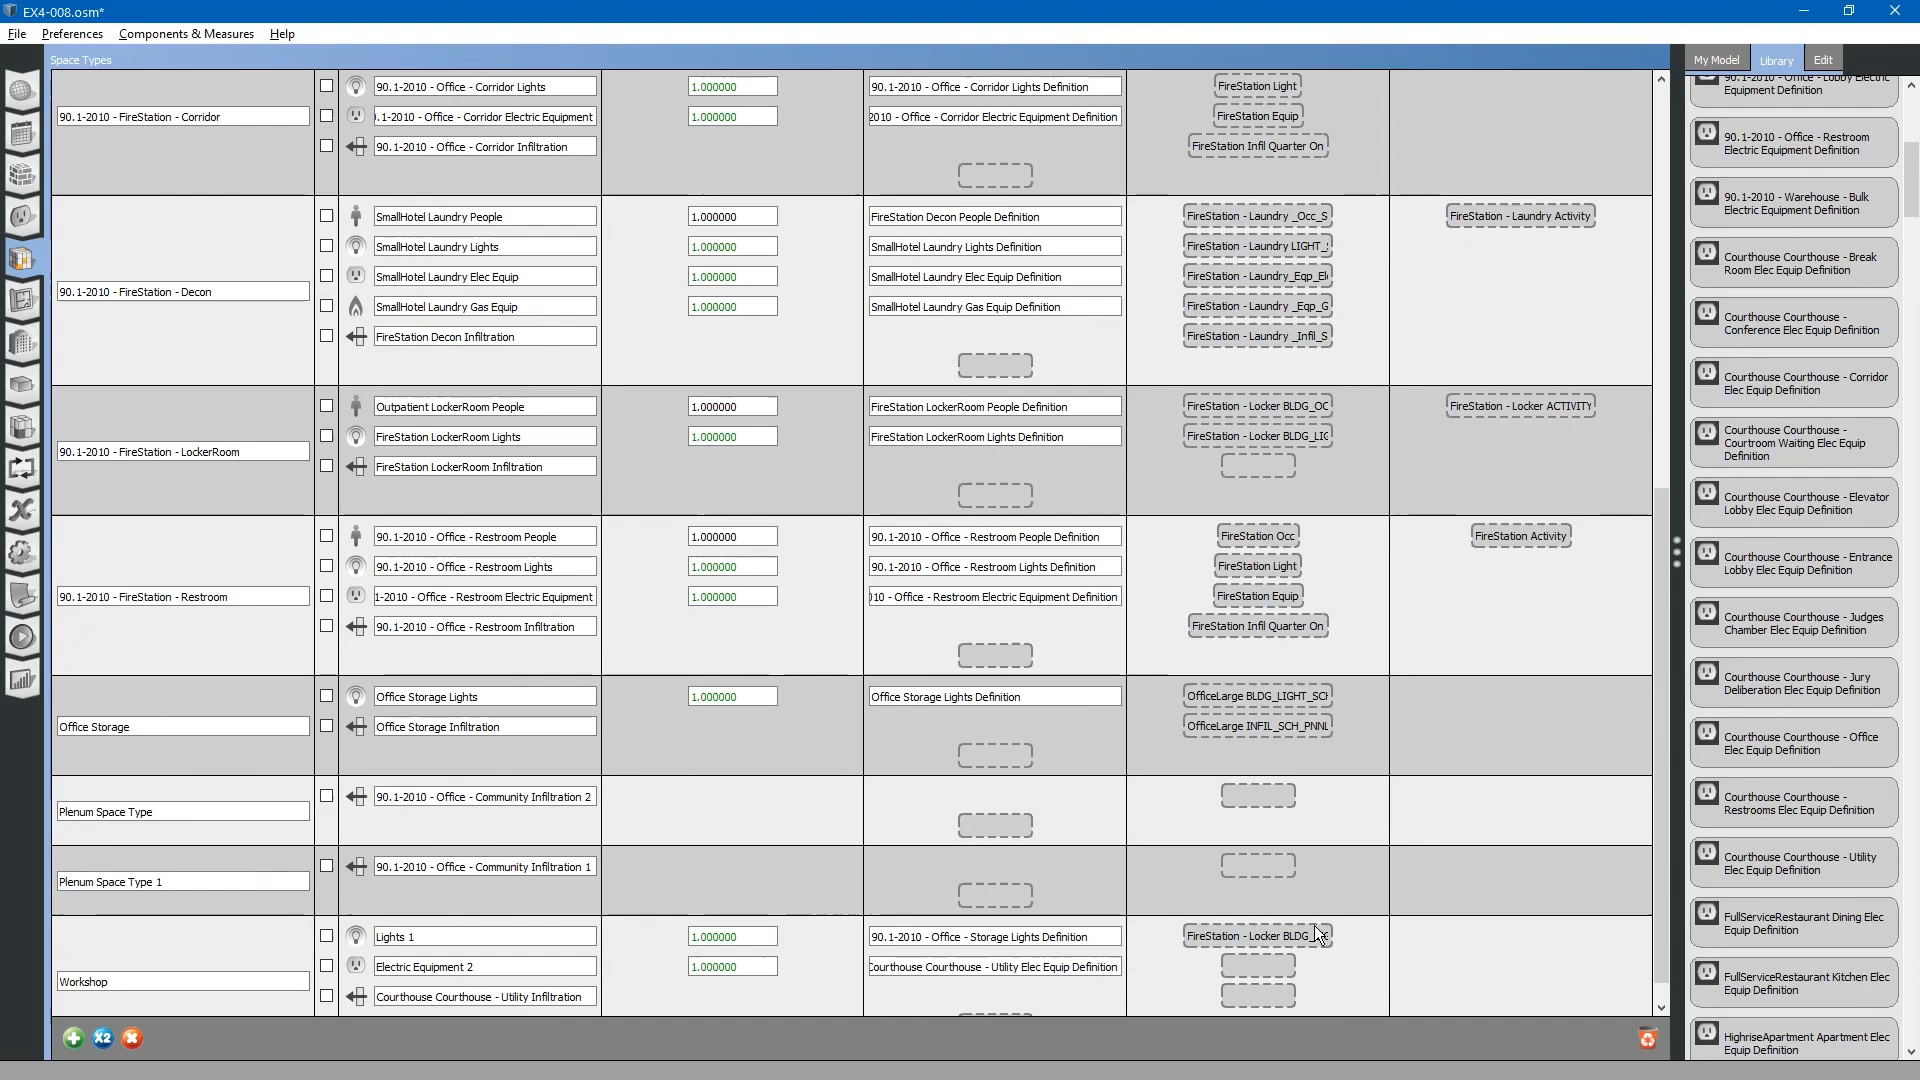 EX4-008.osm*
File Preferences Components & Measures Help
Space Types
My Model Library Edit
90.1-2010 - FireStation - Corridor
90.1-2010 - Office - Corridor Lights 1.000000 90.1-2010 - Office - Corridor Lights Definition FireStation Light
.1-2010 - Office - Corridor Electric Equipment 1.000000 2010 - Office - Corridor Electric Equipment Definition FireStation Equip
90.1-2010 - Office - Corridor Infiltration FireStation Infil Quarter On
90.1-2010 - FireStation - Decon
SmallHotel Laundry People 1.000000 FireStation Decon People Definition FireStation - Laundry _Occ_S FireStation - Laundry Activity
SmallHotel Laundry Lights 1.000000 SmallHotel Laundry Lights Definition FireStation - Laundry LIGHT_
SmallHotel Laundry Elec Equip 1.000000 SmallHotel Laundry Elec Equip Definition FireStation - Laundry_Eqp_El
SmallHotel Laundry Gas Equip 1.000000 SmallHotel Laundry Gas Equip Definition FireStation - Laundry _Eqp_G
FireStation Decon Infiltration FireStation - Laundry _Infil_S
90.1-2010 - FireStation - LockerRoom
Outpatient LockerRoom People 1.000000 FireStation LockerRoom People Definition FireStation - Locker BLDG_OC FireStation - Locker ACTIVITY
FireStation LockerRoom Lights 1.000000 FireStation LockerRoom Lights Definition FireStation - Locker BLDG_LIG
FireStation LockerRoom Infiltration
90.1-2010 - FireStation - Restroom
90.1-2010 - Office - Restroom People 1.000000 90.1-2010 - Office - Restroom People Definition FireStation Occ FireStation Activity
90.1-2010 - Office - Restroom Lights 1.000000 90.1-2010 - Office - Restroom Lights Definition FireStation Light
1-2010 - Office - Restroom Electric Equipment 1.000000 010 - Office - Restroom Electric Equipment Definition FireStation Equip
90.1-2010 - Office - Restroom Infiltration FireStation Infil Quarter On
Office Storage
Office Storage Lights 1.000000 Office Storage Lights Definition OfficeLarge BLDG_LIGHT_SCH
Office Storage Infiltration OfficeLarge INFIL_SCH_PNNL
Plenum Space Type
90.1-2010 - Office - Community Infiltration 2
Plenum Space Type 1
90.1-2010 - Office - Community Infiltration 1
Workshop
Lights 1 1.000000 90.1-2010 - Office - Storage Lights Definition FireStation - Locker BLDG_
Electric Equipment 2 1.000000 Courthouse Courthouse - Utility Elec Equip Definition
Courthouse Courthouse - Utility Infiltration
X2
90.1-2010 - Office - Lobby Electric
Equipment Definition
90.1-2010 - Office - Restroom
Electric Equipment Definition
90.1-2010 - Warehouse - Bulk
Electric Equipment Definition
Courthouse Courthouse - Break
Room Elec Equip Definition
Courthouse Courthouse -
Conference Elec Equip Definition
Courthouse Courthouse - Corridor
Elec Equip Definition
Courthouse Courthouse -
Courtroom Waiting Elec Equip
Definition
Courthouse Courthouse - Elevator
Lobby Elec Equip Definition
Courthouse Courthouse - Entrance
Lobby Elec Equip Definition
Courthouse Courthouse - Judges
Chamber Elec Equip Definition
Courthouse Courthouse - Jury
Deliberation Elec Equip Definition
Courthouse Courthouse - Office
Elec Equip Definition
Courthouse Courthouse -
Restrooms Elec Equip Definition
Courthouse Courthouse - Utility
Elec Equip Definition
FullServiceRestaurant Dining Elec
Equip Definition
FullServiceRestaurant Kitchen Elec
Equip Definition
HighriseApartment Apartment Elec
Equip Definition